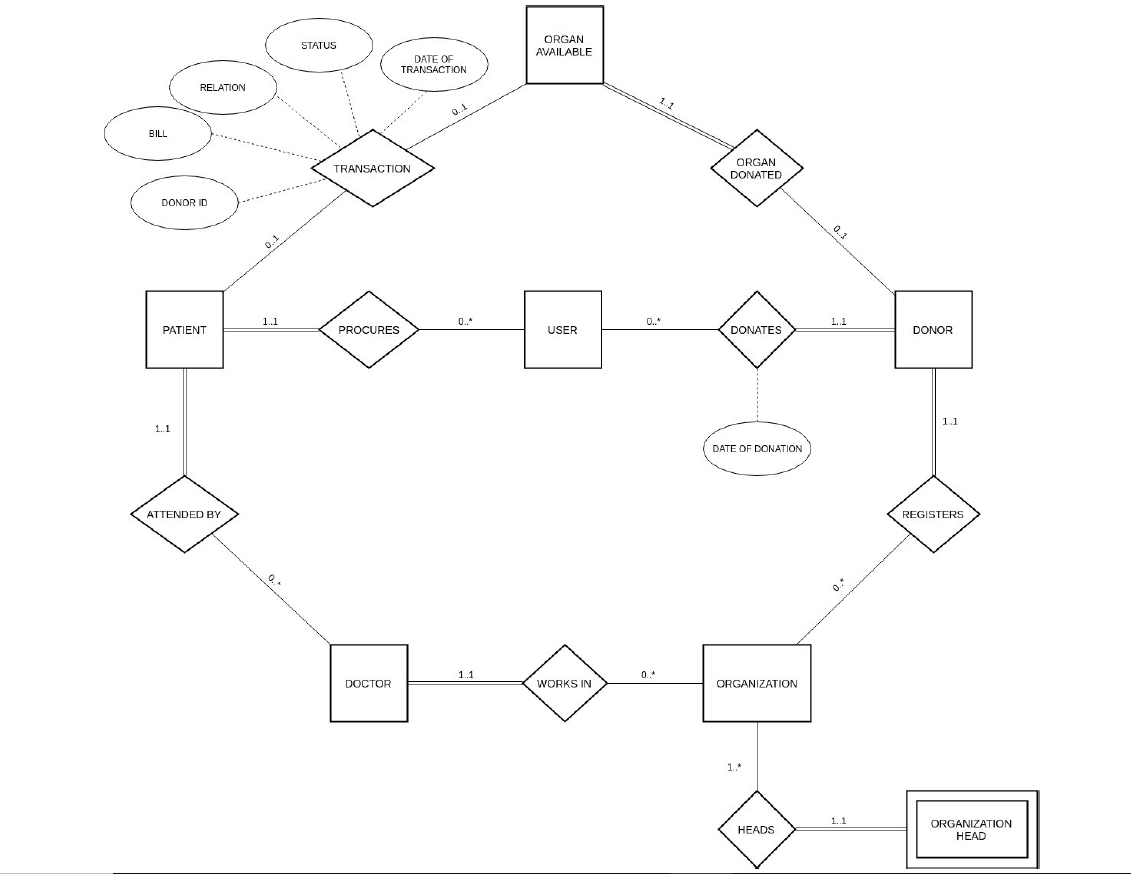 ORGAN
AVAILABLE
STATUS
DATE OF
TRANSACTION
RELATION
0..1
1..1
BILL
TRANSACTION
ORGAN
DONATED
DONOR ID
0..1
0..1
PATIENT
1..1
PROCURES
0..*
USER
0..*
DONATES
1..1
DONOR
1..1
1..1
DATE OF DONATION
ATTENDED BY
REGISTERS
0..*
0..*
DOCTOR
1..1
WORKS IN
0..*
ORGANIZATION
1..*
HEADS
1..1
ORGANIZATION
HEAD